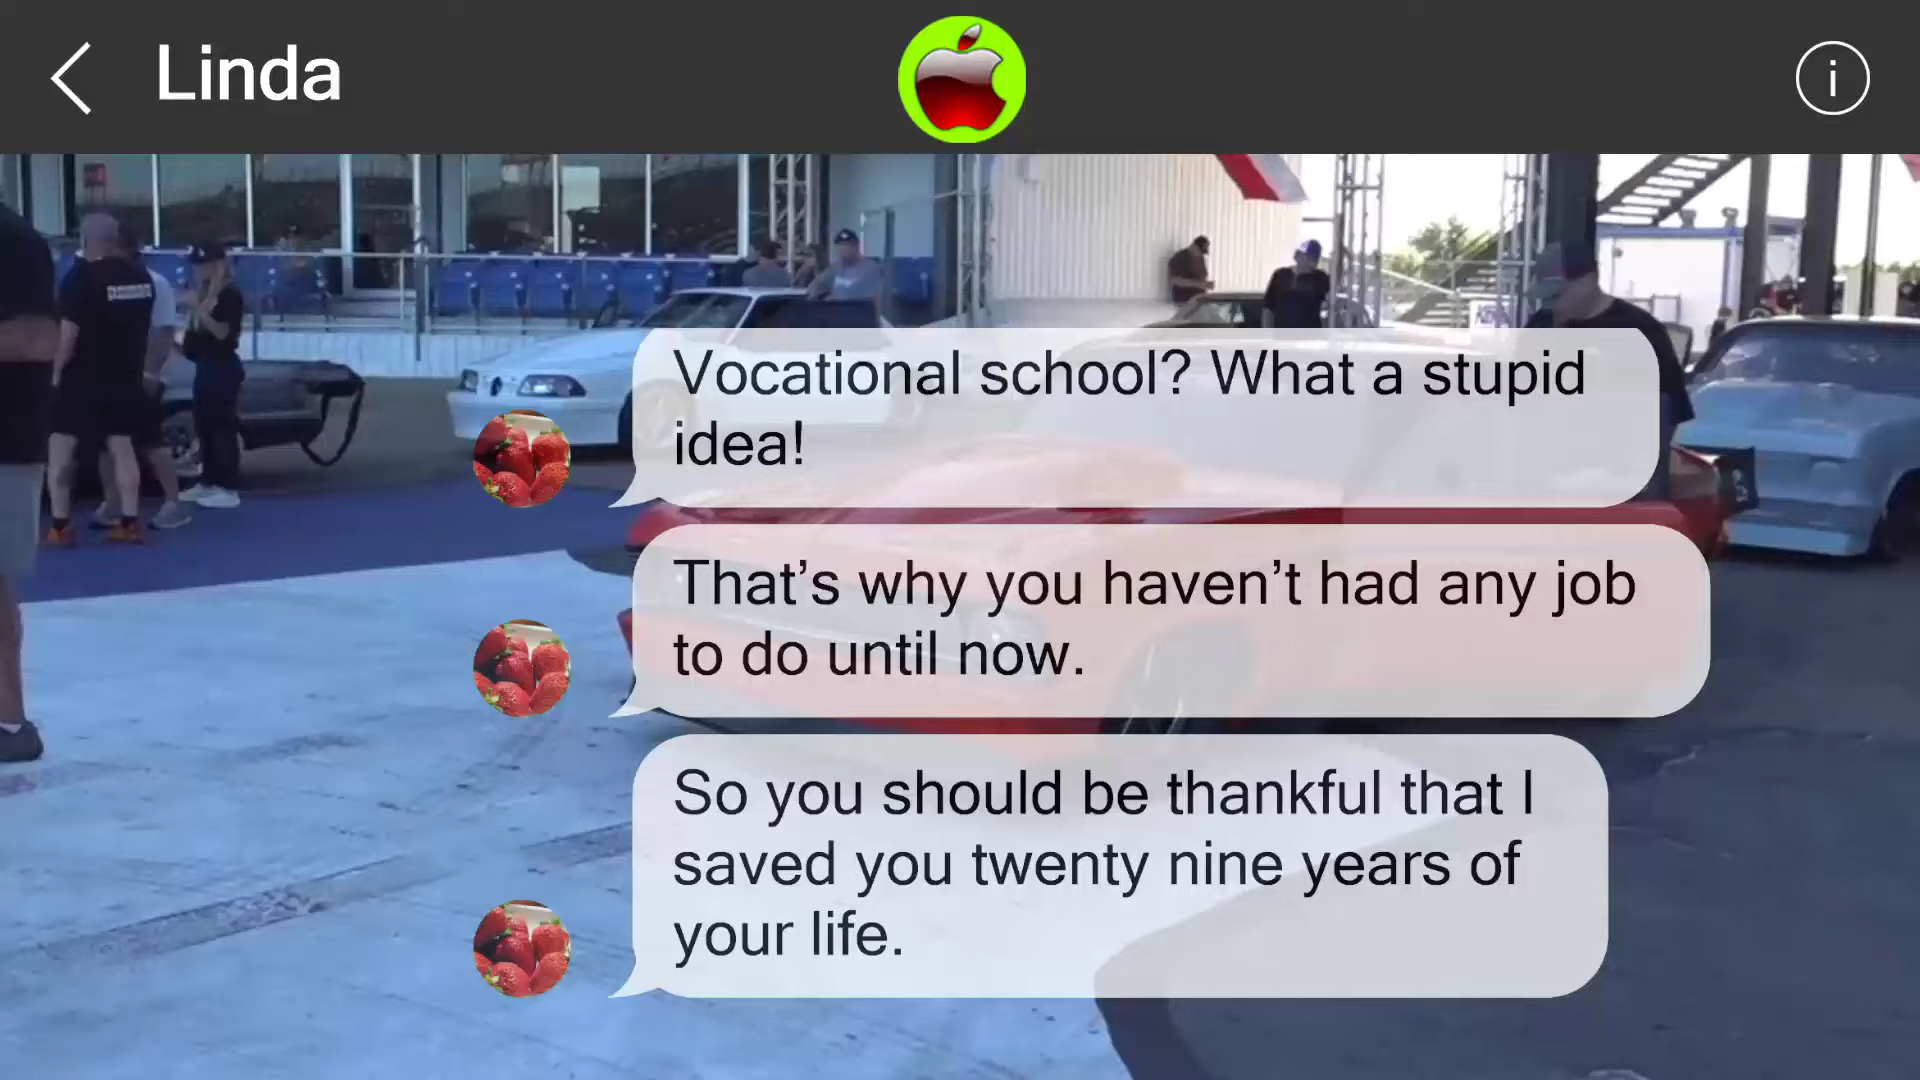 Linda
Vocational school? What a stupid
idea!
That’s why you haven’t had any job
to do until now.
So you should be thankful that I
saved you twenty nine years of
your life.